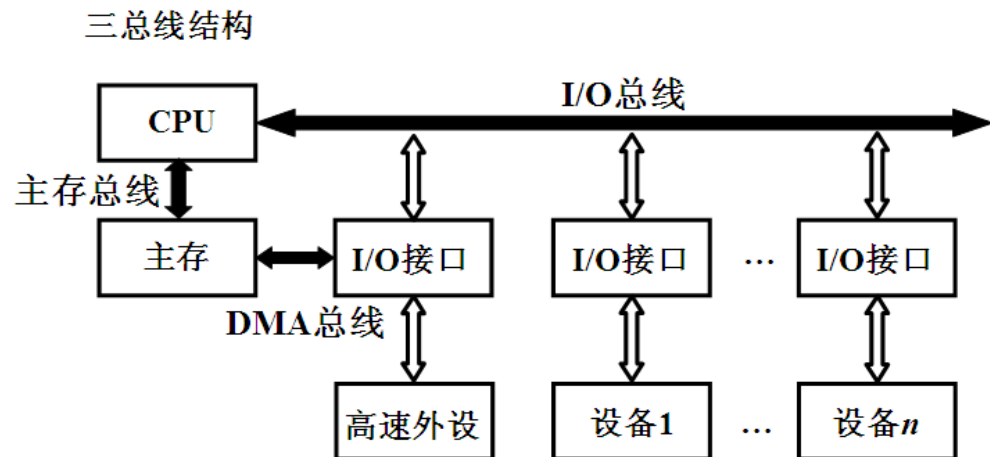 三总线结构
I/O总线
CPU
主存总线
主存
I/O接口
I/O接口
...
I/O接口
DMA总线
高速外设
设备1
...
设备n